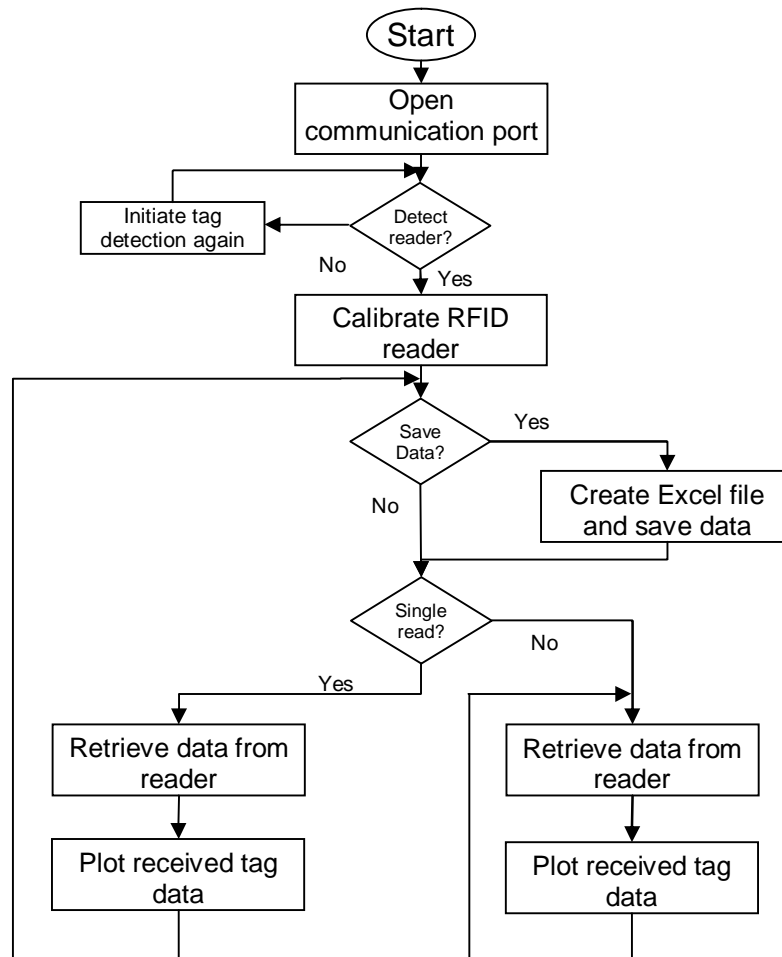 Start
Open
communication port
Initiate tag
detection again
Detect
reader?
No
Yes
Calibrate RFID
reader
Save
Data?
Yes
No
Create Excel file
and save data
Single
read?
No
Yes
Retrieve data from
reader
Retrieve data from
reader
Plot received tag
data
Plot received tag
data